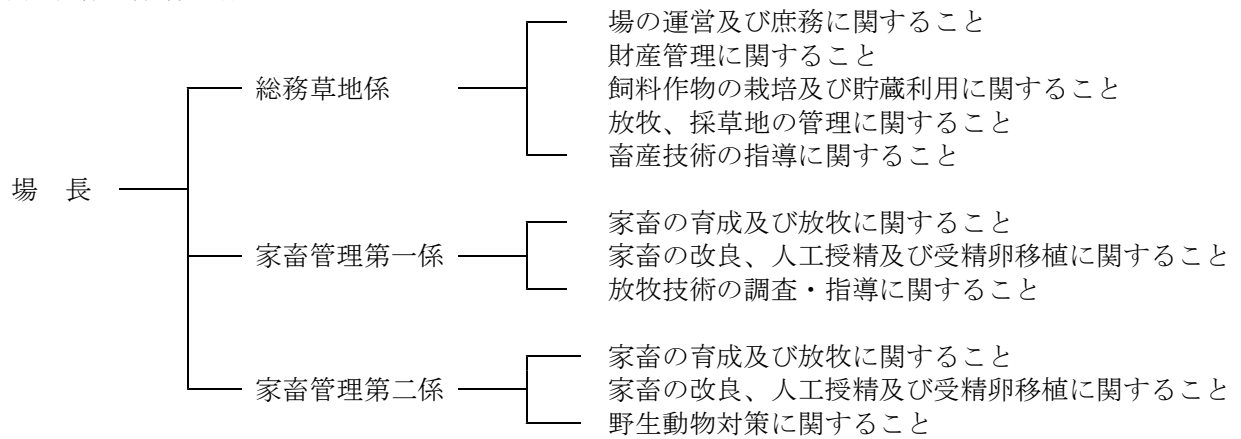 場の運営及び庶務に関すること
財産管理に関すること
総務草地係
飼料作物の栽培及び貯蔵利用に関すること
放牧、採草地の管理に関すること
畜産技術の指導に関すること
場 長
家畜の育成及び放牧に関すること
家畜管理第一係
家畜の改良、人工授精及び受精卵移植に関すること
放牧技術の調査・指導に関すること
家畜の育成及び放牧に関すること
家畜管理第二係
家畜の改良、人工授精及び受精卵移植に関すること
野生動物対策に関すること